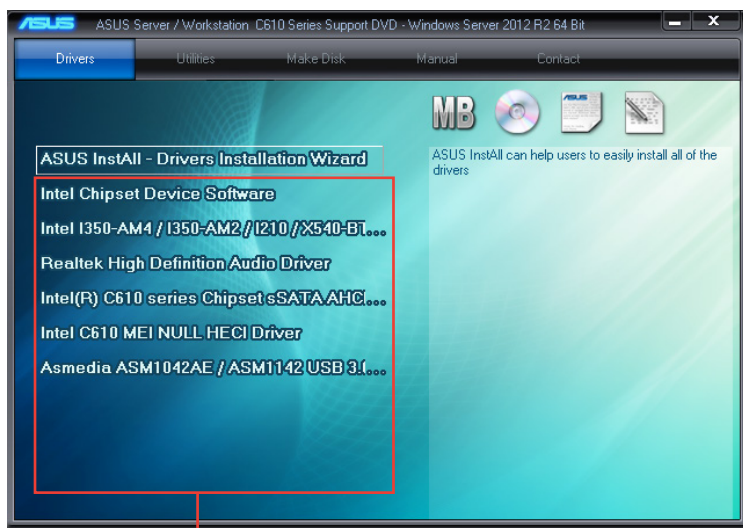 ASUS ASUS Server / Workstation C610 Series Support DVD - Windows Server 2012 R2 64 Bit
Drivers Utilities Make Disk Manual Contact
MB
ASUS
ASUS InstAll - Drivers Installation Wizard
ASUS InstAll can help users to easily install all of the
drivers
Intel Chipset Device Software
Intel I350-AM4 / I350-AM2 / I210 / X540-BT...
Realtek High Definition Audio Driver
Intel(R) C610 series Chipset sSATA AHC...
Intel C610 MEI NULL HECI Driver
Asmedia ASM1042AE / ASM1142 USB 3.(...